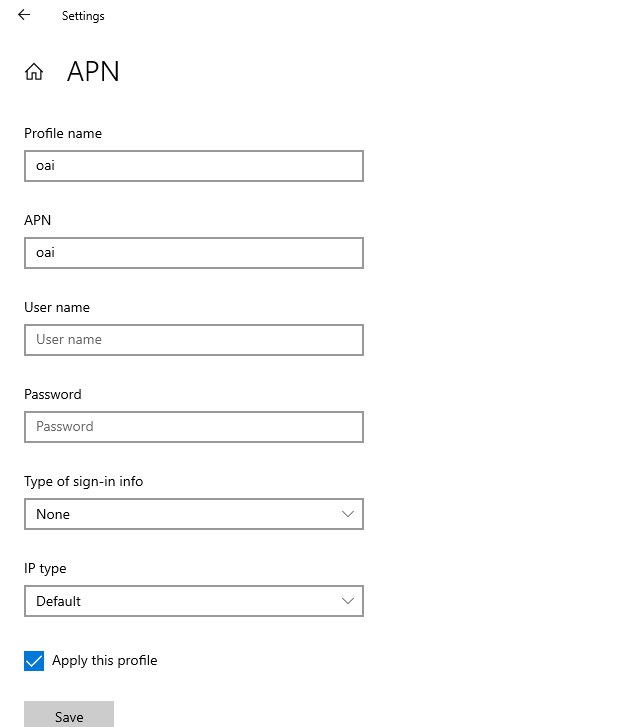 Settings
APN
Profile name
oai
APN
oai
User name
User name
Password
Password
Type of sign-in info
None
IP type
Default
Apply this profile
Save